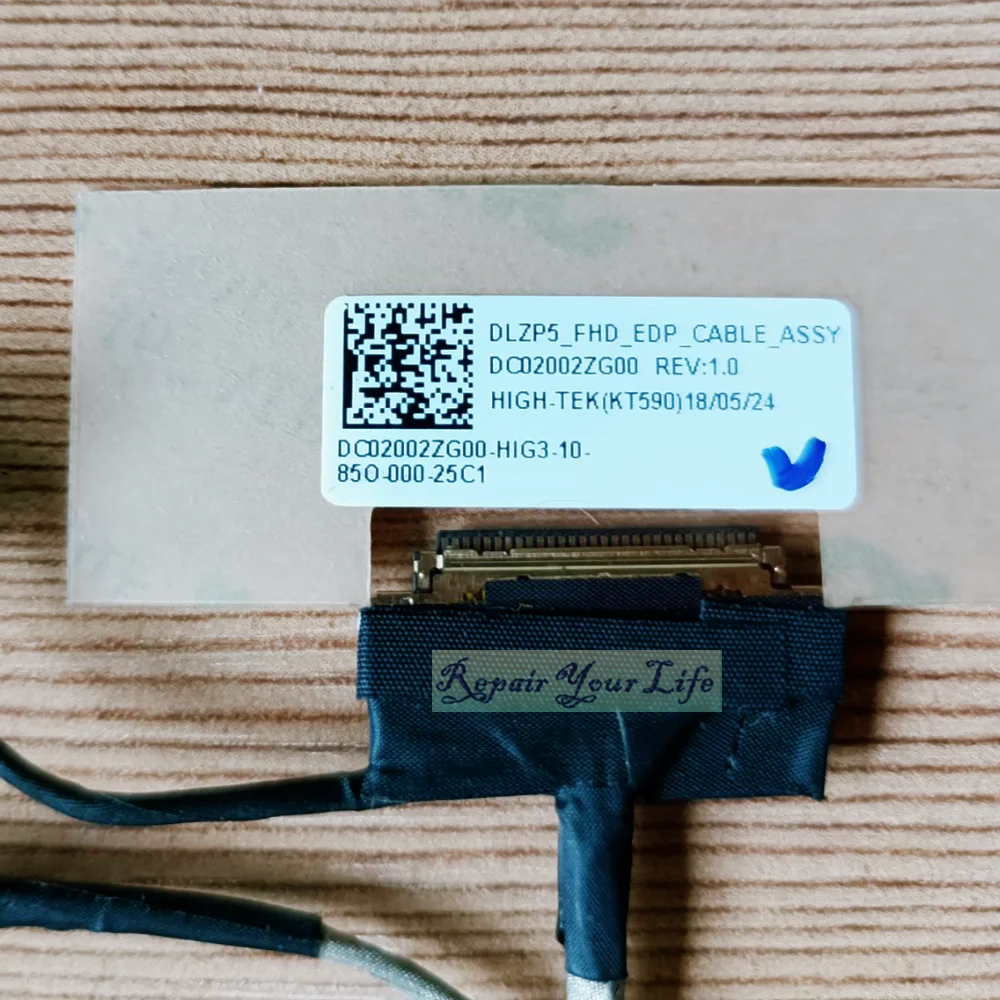 DLZP5_FHD_EDP_CABLE_ASSY
DC02002ZG00 REV:1.0
HIGH-TEK(KT590)18/05/24
DC02002ZG00-HIG3-10-
850-000-25C1
Repair Your Life